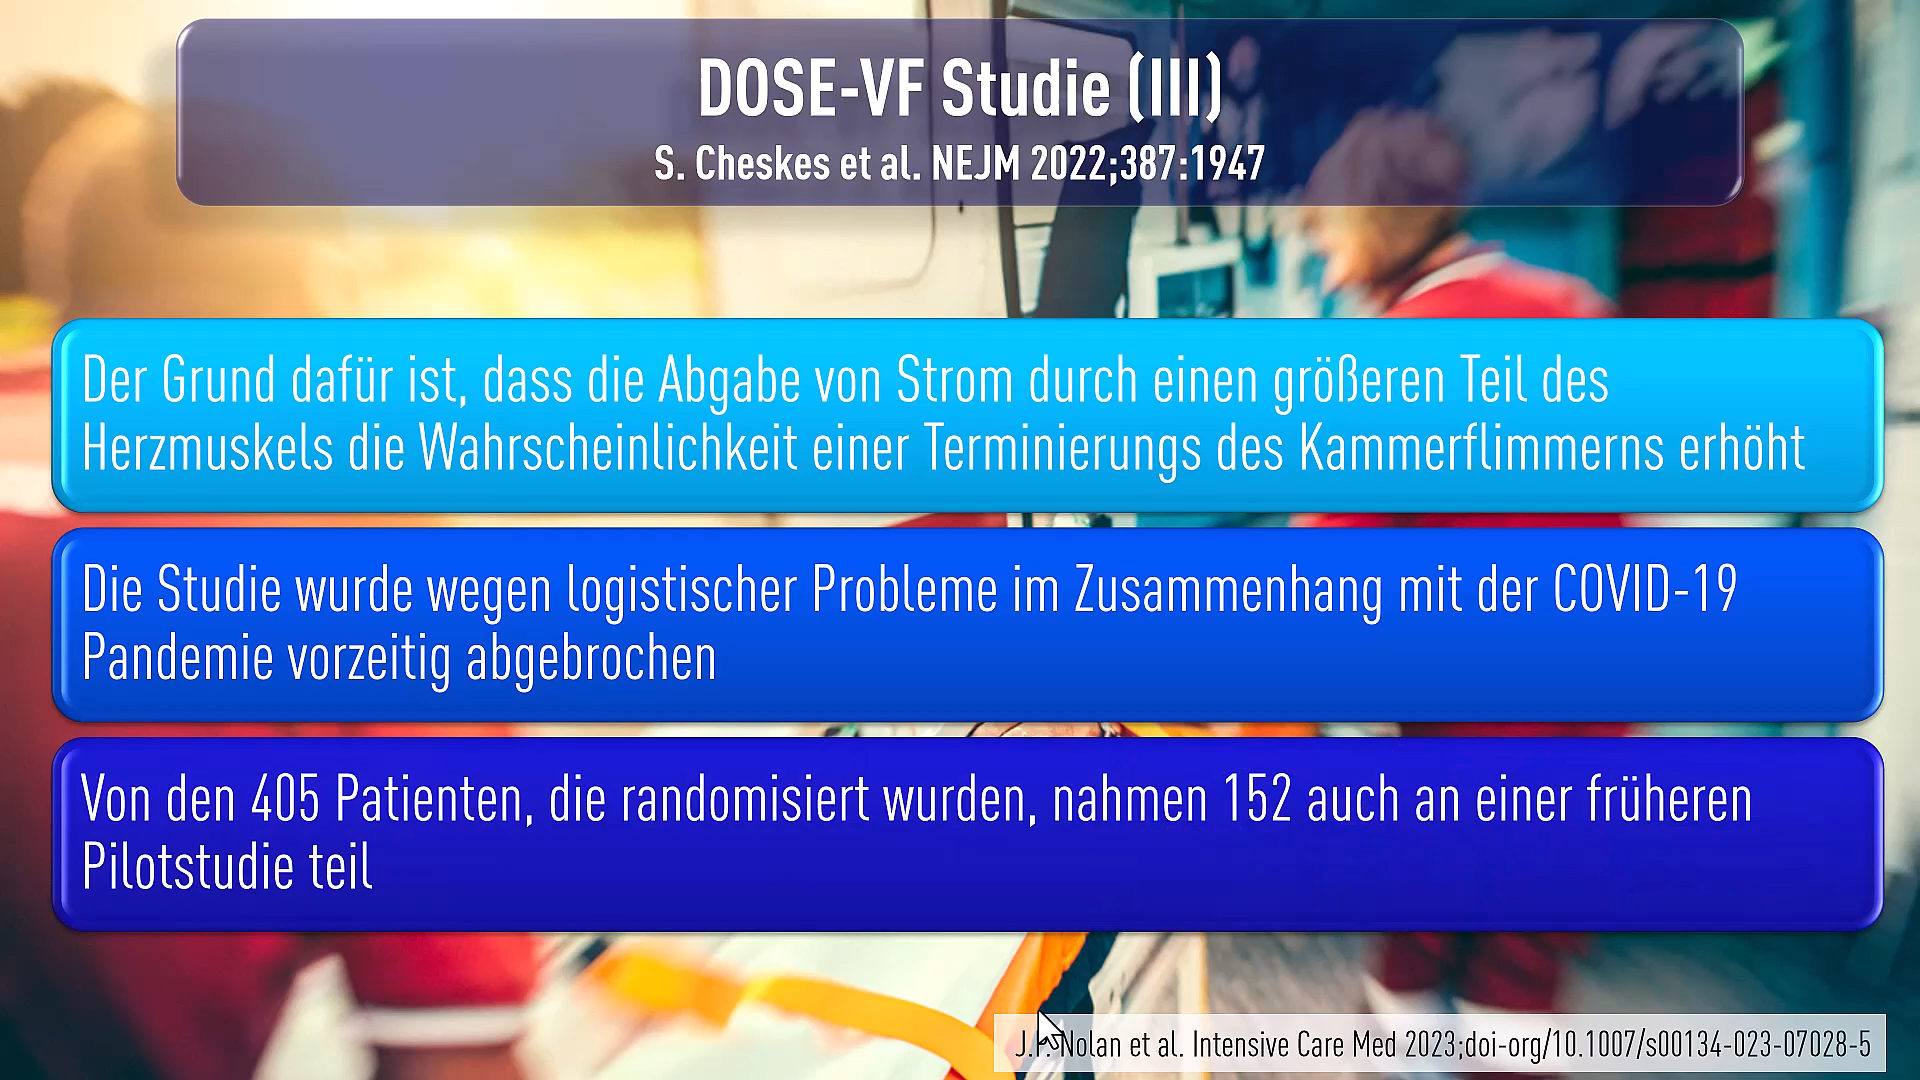 DOSE-VF Studie (III)
S. Cheskes et al. NEJM 2022;387:1947
Der Grund dafür ist, dass die Abgabe von Strom durch einen größeren Teil des
Herzmuskels die Wahrscheinlichkeit einer Terminierungs des Kammerflimmerns erhöht
Die Studie wurde wegen logistischer Probleme im Zusammenhang mit der COVID-19
Pandemie vorzeitig abgebrochen
Von den 405 Patienten, die randomisiert wurden, nahmen 152 auch an einer früheren
Pilotstudie teil
J.P. Nolan et al. Intensive Care Med 2023;doi-org/10.1007/s00134-023-07028-5